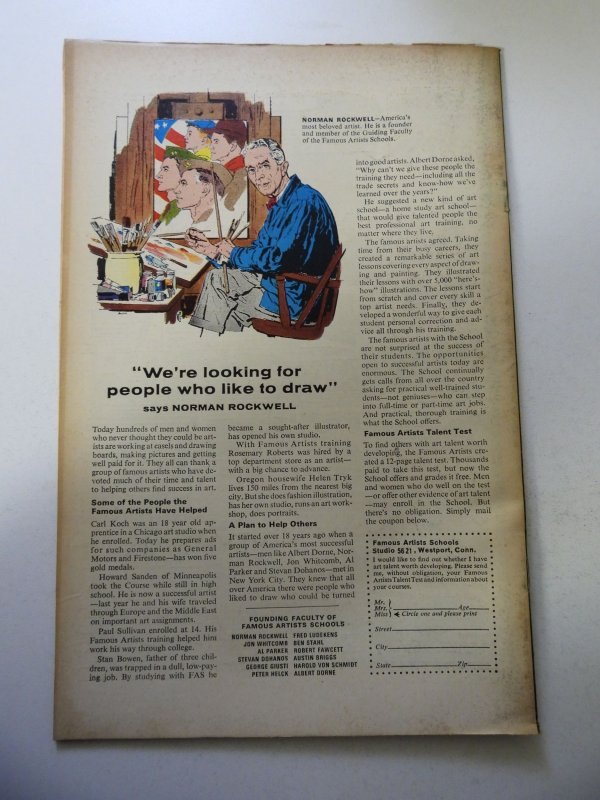 NORMAN ROCKWELL—America's
most beloved artist. He is a founder
and member of the Guiding Faculty
of the Famous Artists Schools.
"We're looking for
people who like to draw"
says NORMAN ROCKWELL
Today hundreds of men and women
who never thought they could be art-
ists are working at easels and drawing
boards, making pictures and getting
well paid for it. They all can thank a
group of famous artists who have de-
voted much of their time and talent
to helping others find success in art.
Some of the People the
Famous Artists Have Helped
Carl Koch was an 18 year old ap-
prentice in a Chicago art studio when
he enrolled. Today he prepares ads
for such companies as General
Motors and Firestone—has won five
gold medals.
Howard Sanden of Minneapolis
took the Course while still in high
school. He is now a successful artist
—last year he and his wife traveled
through Europe and the Middle East
on important art assignments.
Paul Sullivan enrolled at 14. His
Famous Artists training helped him
work his way through college.
Stan Bowen, father of three chil-
dren, was trapped in a dull, low-pay-
ing job. By studying with FAS he
became a sought-after illustrator,
has opened his own studio.
With Famous Artists training
Rosemary Roberts was hired by a
top department store as an artist—
with a big chance to advance.
Oregon housewife Helen Tryk
lives 150 miles from the nearest big
city. But she does fashion illustration,
has her own studio, runs an art work-
shop, does portraits.
A Plan to Help Others
It started over 18 years ago when a
group of America's most successful
artists—men like Albert Dorne, Nor-
man Rockwell, Jon Whitcomb, Al
Parker and Stevan Dohanos—met in
New York City. They knew that all
over America there were people who
liked to draw who could be turned
FOUNDING FACULTY OF
FAMOUS ARTISTS SCHOOLS
NORMAN ROCKWELL FRED LUDEKENS
JON WHITCOMB BEN STAHL
AL PARKER ROBERT FAWCETT
STEVAN DOHANOS AUSTIN BRIGGS
GEORGE GIUSTI HAROLD VON SCHMIDT
PETER HELCK ALBERT DORNE
into good artists. Albert Dorne asked,
"Why can't we give these people the
training they need—including all the
trade secrets and know-how we've
learned over the years?"
He suggested a new kind of art
school—a home study art school—
that would give talented people the
best professional art training, no
matter where they live.
The famous artists agreed. Taking
time from their busy careers, they
created a remarkable series of art
lessons covering every aspect of draw-
ing and painting. They illustrated
their lessons with over 5,000 "here's-
how" illustrations. The lessons start
from scratch and cover every skill a
top artist needs. Finally, they de-
veloped a wonderful way to give each
student personal correction and ad-
vice all through his training.
The famous artists with the School
are not surprised at the success of
their students. The opportunities
open to successful artists today are
enormous. The School continually
gets calls from all over the country
asking for practical well-trained stu-
dents—not geniuses—who can step
into full-time or part-time art jobs.
And practical, thorough training is
what the School offers.
Famous Artists Talent Test
To find others with art talent worth
developing, the Famous Artists cre-
ated a 12-page talent test. Thousands
paid to take this test, but now the
School offers and grades it free. Men
and women who do well on the test
—or offer other evidence of art talent
—may enroll in the School. But
there's no obligation. Simply mail
the coupon below.
Famous Artists Schools
Studio 5621, Westport, Conn.
I would like to find out whether I have
art talent worth developing. Please send
me, without obligation, your Famous
Artists Talent Test and information about
your courses.
Mr.
Mrs. Age
Miss Circle one and please print
Street
City
State Zip